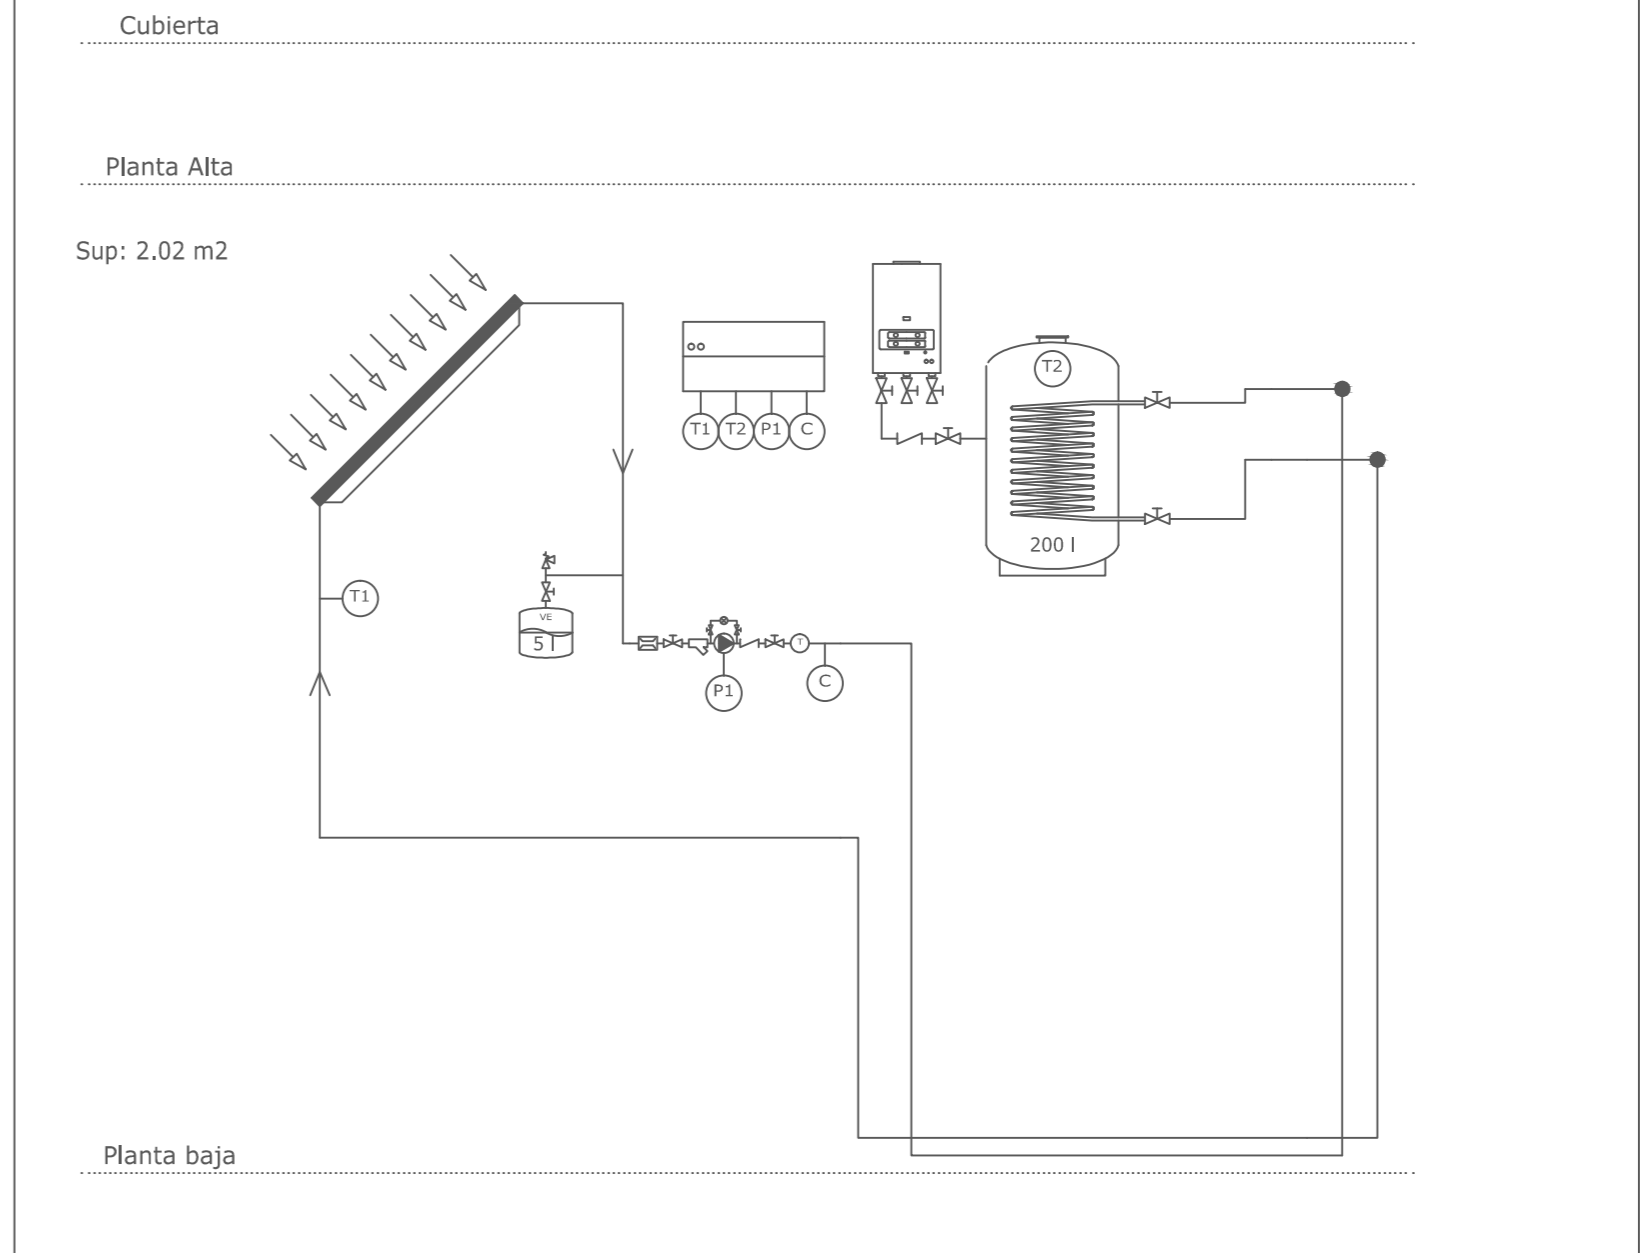 Cubierta
Planta Alta
Sup: 2.02 m2
T2
T1 T2 P1 C
200 l
T1
VE
5 l
T
P1
C
Planta baja